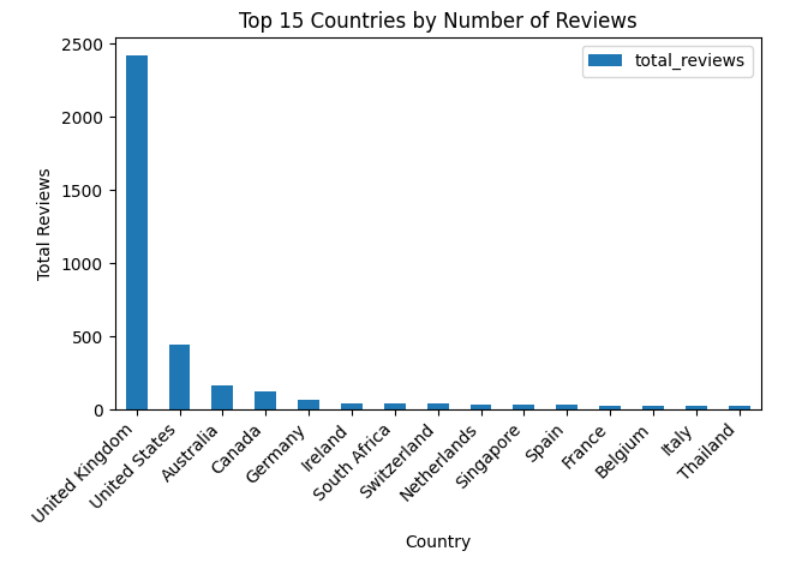 Top 15 Countries by Number of Reviews
total_reviews
2500
2000
1500
1000
500
0
Total Reviews
United Kingdom
United States
Australia
Canada
Germany
Ireland
South Africa
Switzerland
Netherlands
Singapore
Spain
France
Belgium
Italy
Thailand
Country